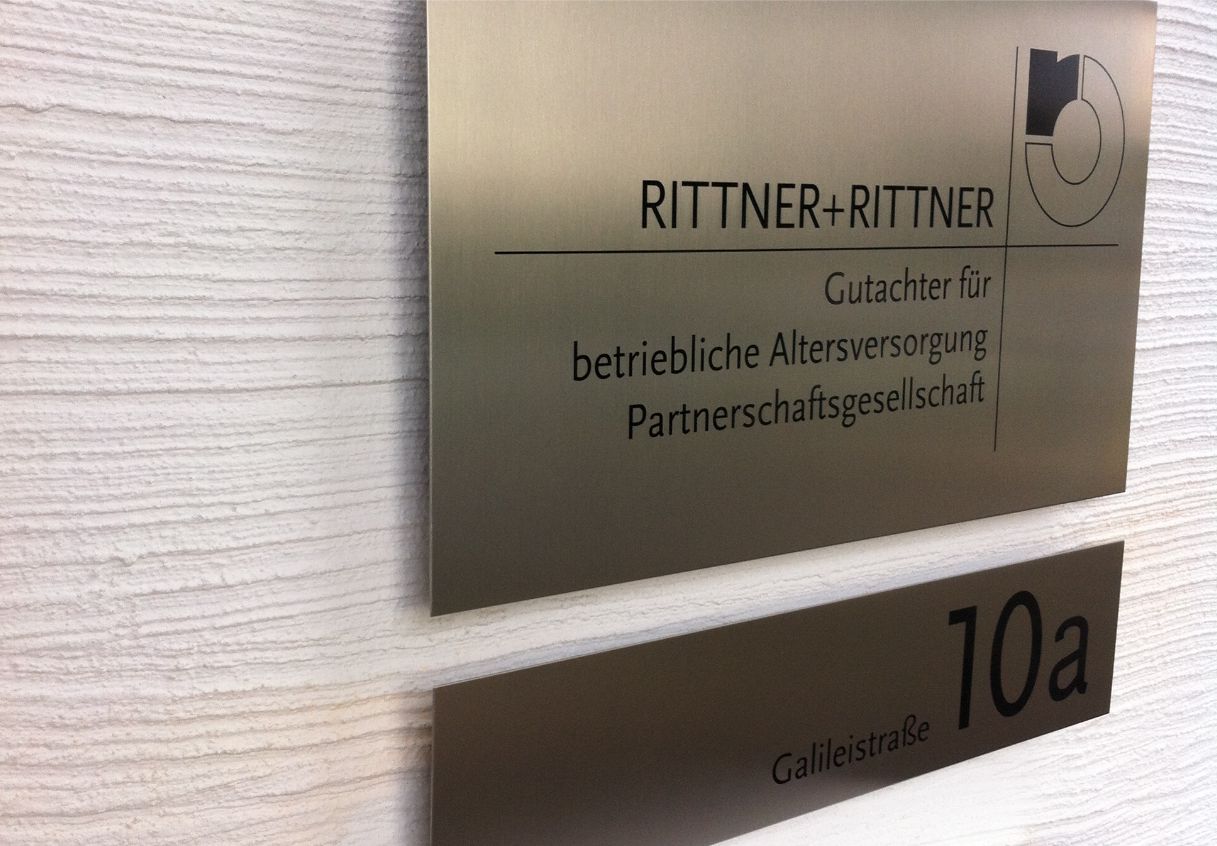 RITTNER+RITTNER
Gutachter für
betriebliche Altersversorgung
Partnerschaftsgesellschaft
Galileistraße 10a